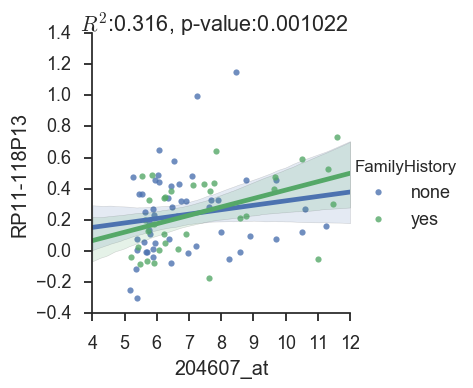 R²:0.316, p-value:0.001022
1.4
1.2
1.0
0.8
0.6
0.4
0.2
0.0
−0.2
−0.4
RP11-118P13
4 5 6 7 8 9 10 11 12
204607_at
FamilyHistory
none
yes